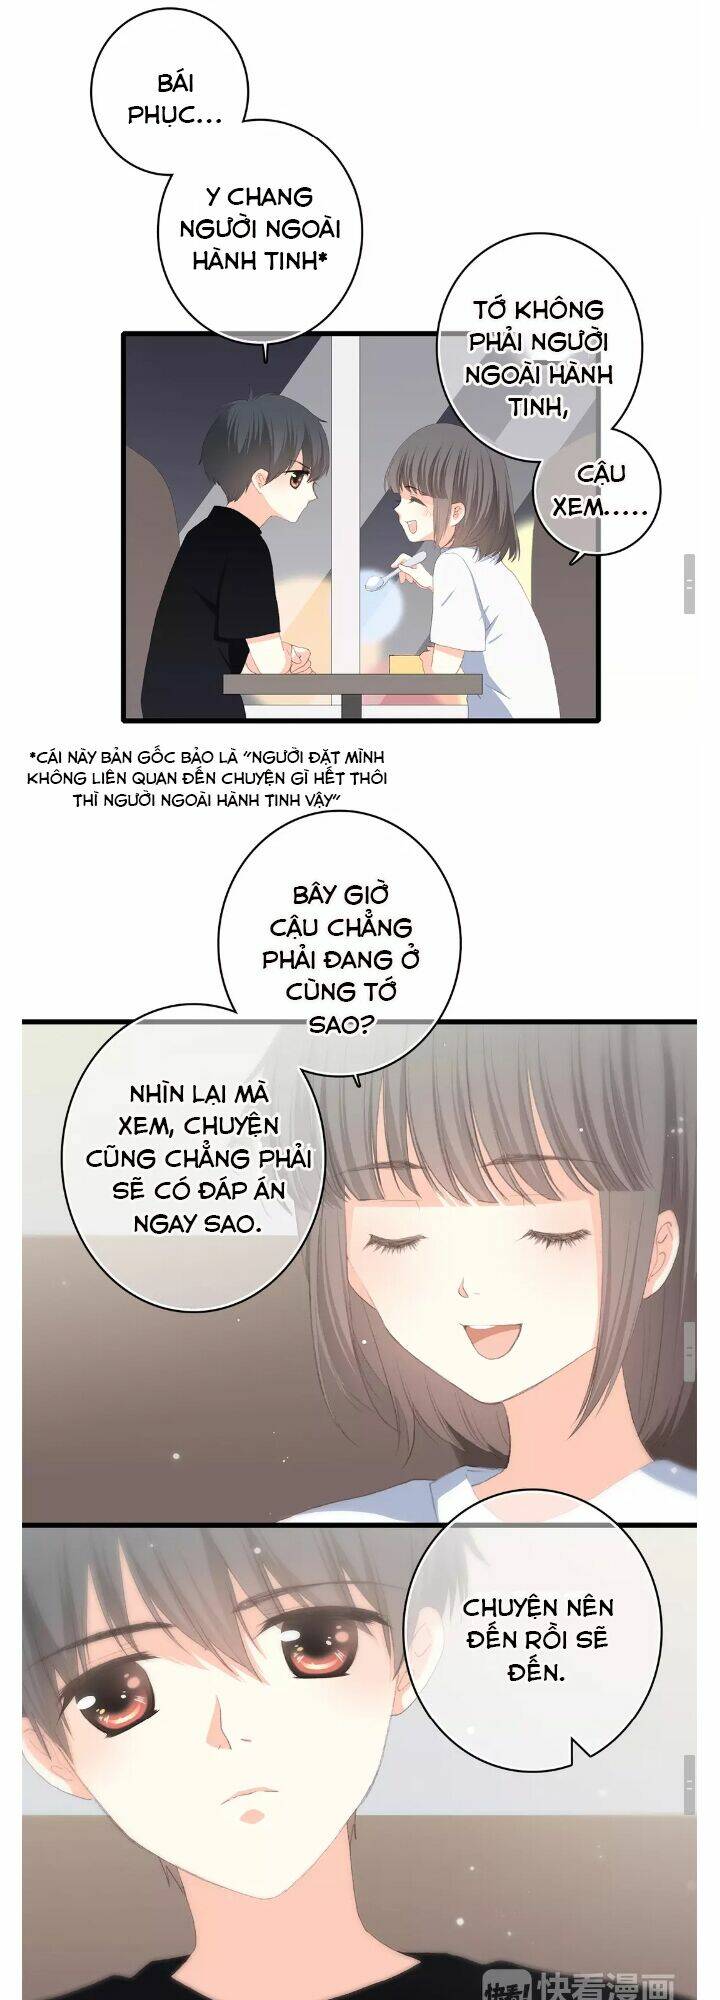 BÁI
PHỤC...
Y CHANG
NGƯỜI NGOÀI
HÀNH TINH*
TỚ KHÔNG
PHẢI NGƯỜI
NGOÀI HÀNH
TINH,
CẬU
XEM.....
*CÁI NÀY BẢN GỐC BẢO LÀ "NGƯỜI ĐẶT MÌNH
KHÔNG LIÊN QUAN ĐẾN CHUYỆN GÌ HẾT THÔI
THÌ NGƯỜI NGOÀI HÀNH TINH VẬY"
BÂY GIỜ
CẬU CHẲNG
PHẢI ĐANG Ở
CÙNG TỚ
SAO?
NHÌN LẠI MÀ
XEM, CHUYỆN
CŨNG CHẲNG PHẢI
SẼ CÓ ĐÁP ÁN
NGAY SAO.
CHUYỆN NÊN
ĐẾN RỒI SẼ
ĐẾN.
快看! 快看漫画